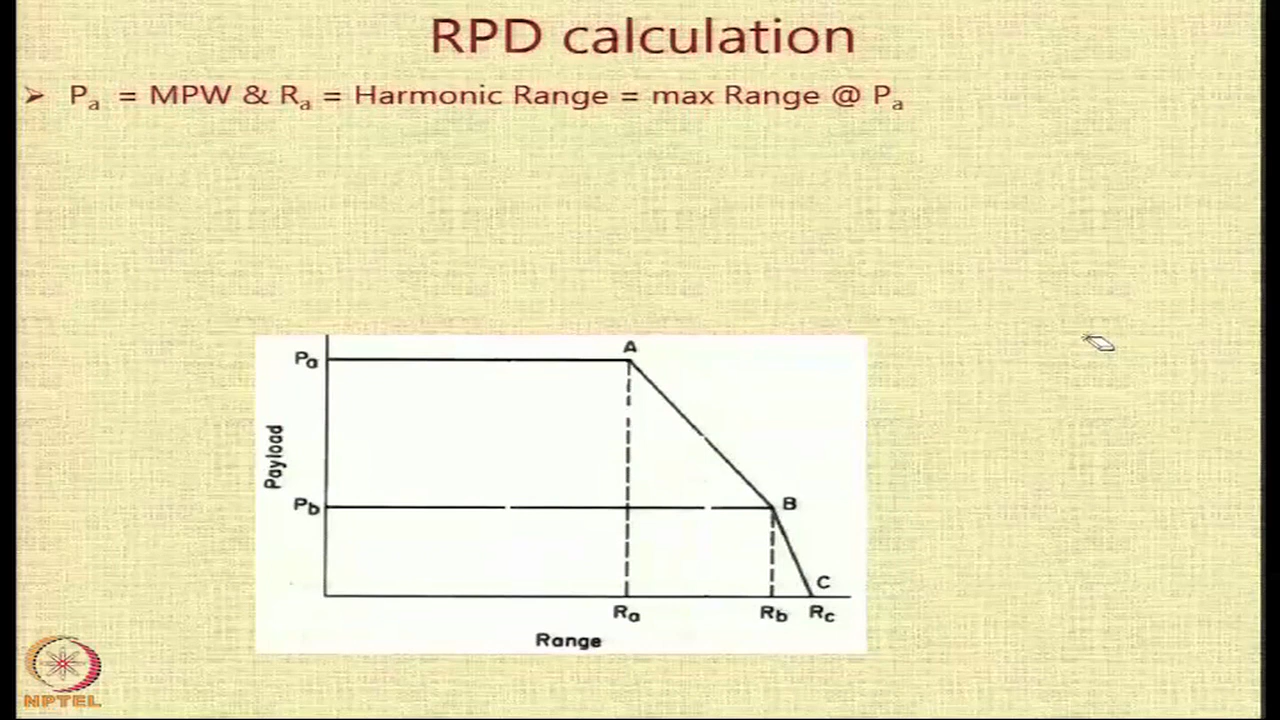 RPD calculation
➢ Pa = MPW & Ra = Harmonic Range = max Range @ Pa
A
Pa
Payload
Pb
B
C
Ra
Rb
Rc
Range
NPTEL